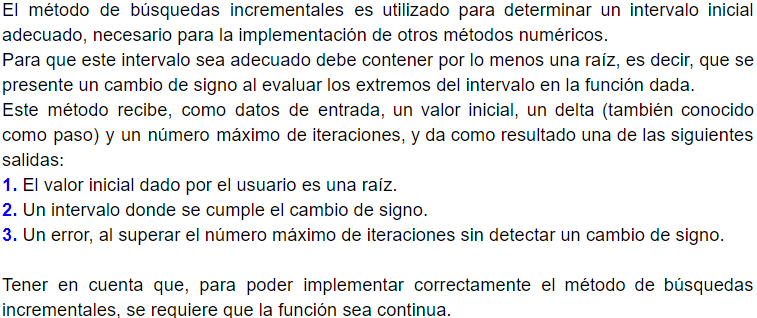 El método de búsquedas incrementales es utilizado para determinar un intervalo inicial
adecuado, necesario para la implementación de otros métodos numéricos.
Para que este intervalo sea adecuado debe contener por lo menos una raíz, es decir, que se
presente un cambio de signo al evaluar los extremos del intervalo en la función dada.
Este método recibe, como datos de entrada, un valor inicial, un delta (también conocido
como paso) y un número máximo de iteraciones, y da como resultado una de las siguientes
salidas:
1. El valor inicial dado por el usuario es una raíz.
2. Un intervalo donde se cumple el cambio de signo.
3. Un error, al superar el número máximo de iteraciones sin detectar un cambio de signo.
Tener en cuenta que, para poder implementar correctamente el método de búsquedas
incrementales, se requiere que la función sea continua.